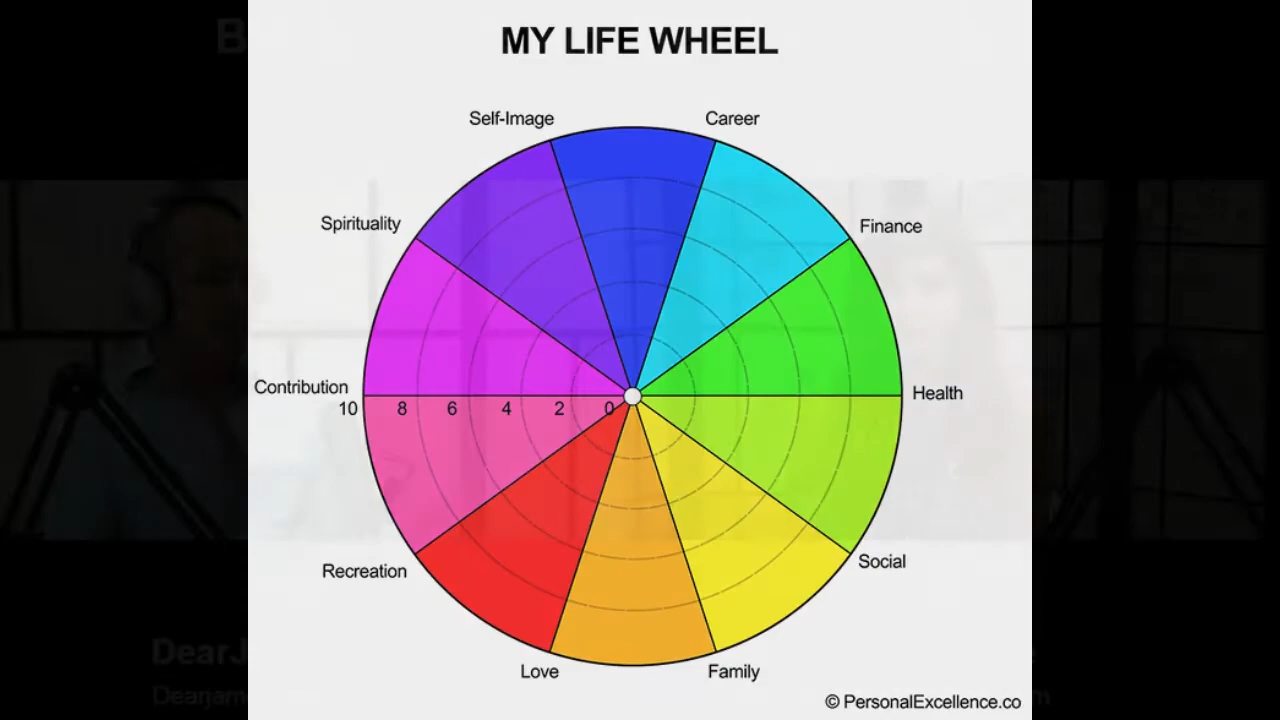 MY LIFE WHEEL
Self-Image
Career
Spirituality
Finance
Contribution
Health
10 8 6 4 2 0
Recreation
Social
Love
Family
© PersonalExcellence.co